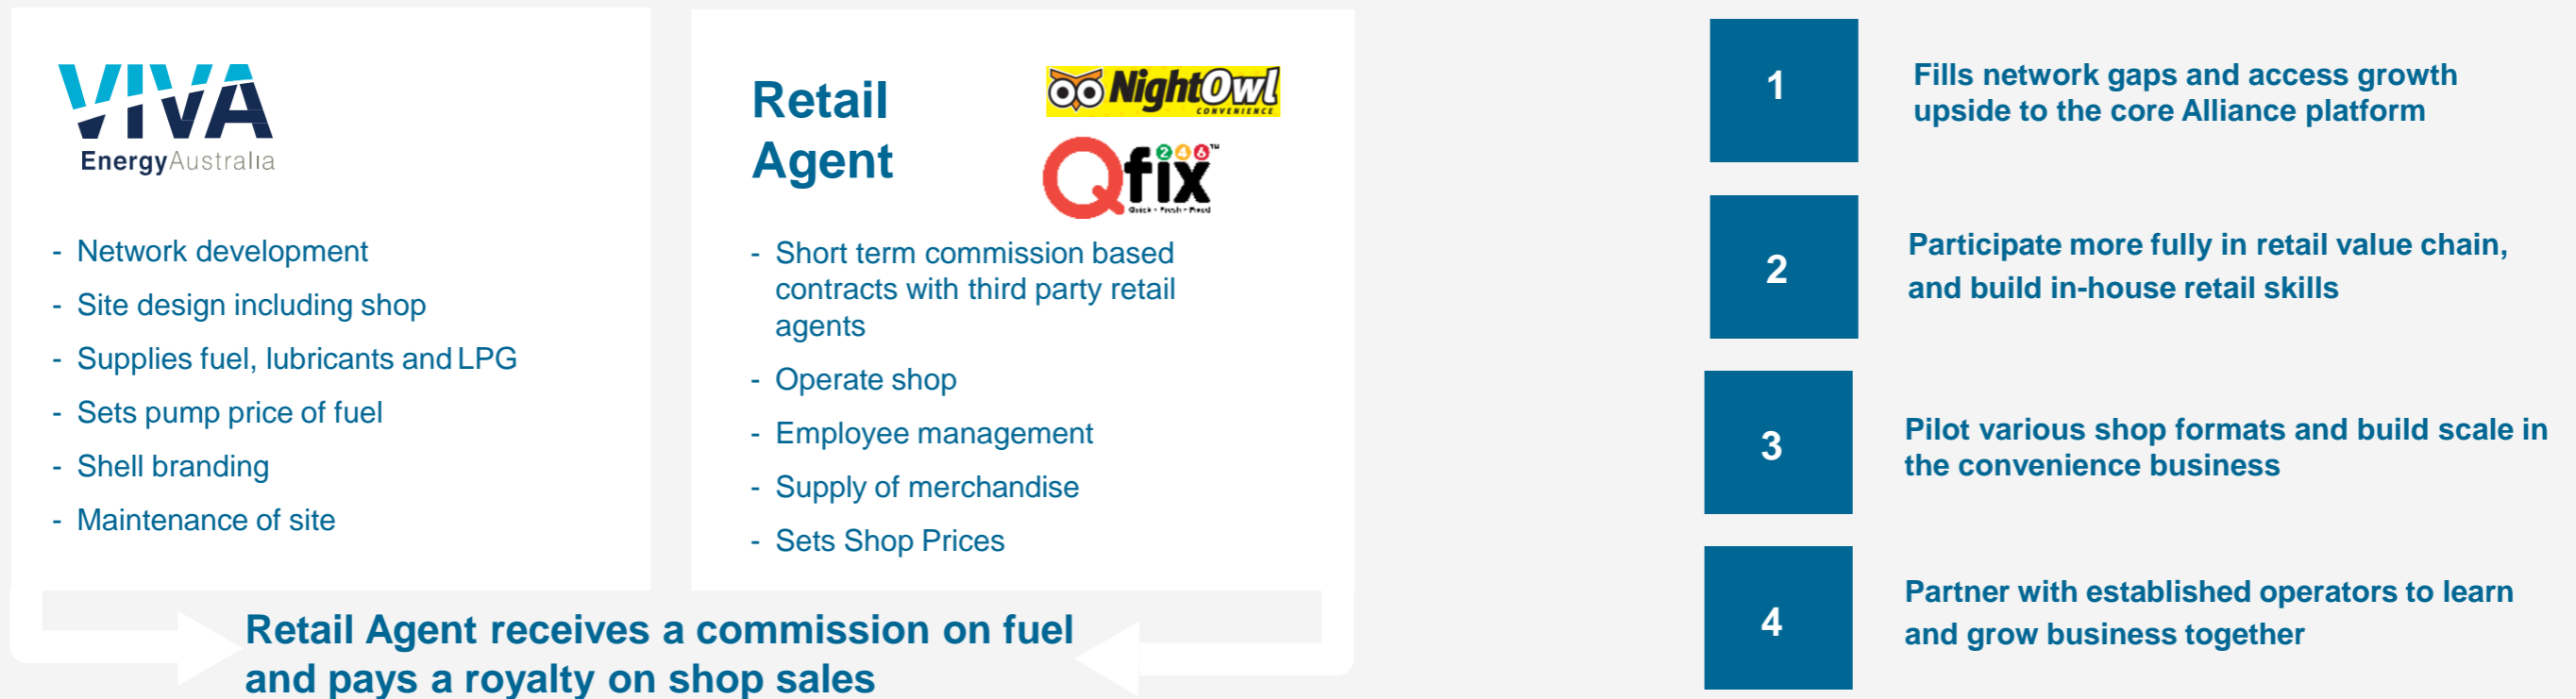 VIVA
EnergyAustralia
- Network development
- Site design including shop
- Supplies fuel, lubricants and LPG
- Sets pump price of fuel
- Shell branding
- Maintenance of site
Retail
Agent
NightOwl
CONVENIENCE
Qfix
246™
Quick • Fresh • Food
- Short term commission based
contracts with third party retail
agents
- Operate shop
- Employee management
- Supply of merchandise
- Sets Shop Prices
Retail Agent receives a commission on fuel
and pays a royalty on shop sales
1
Fills network gaps and access growth
upside to the core Alliance platform
2
Participate more fully in retail value chain,
and build in-house retail skills
3
Pilot various shop formats and build scale in
the convenience business
4
Partner with established operators to learn
and grow business together